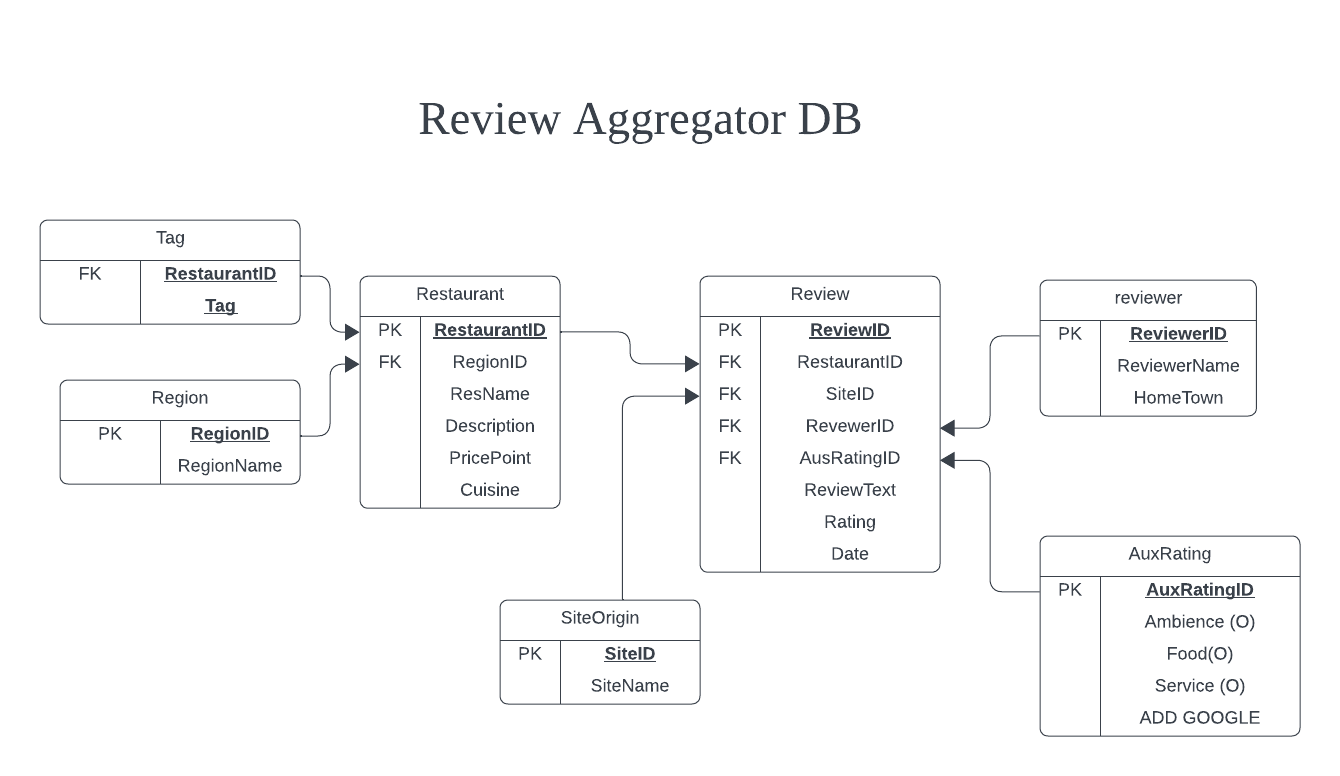 Review Aggregator DB
Tag
FK RestaurantID
Tag
Region
PK RegionID
RegionName
Restaurant
PK RestaurantID
FK RegionID
ResName
Description
PricePoint
Cuisine
SiteOrigin
PK SiteID
SiteName
Review
PK ReviewID
FK RestaurantID
FK SiteID
FK RevewerID
FK AusRatingID
ReviewText
Rating
Date
reviewer
PK ReviewerID
ReviewerName
HomeTown
AuxRating
PK AuxRatingID
Ambience (O)
Food(O)
Service (O)
ADD GOOGLE